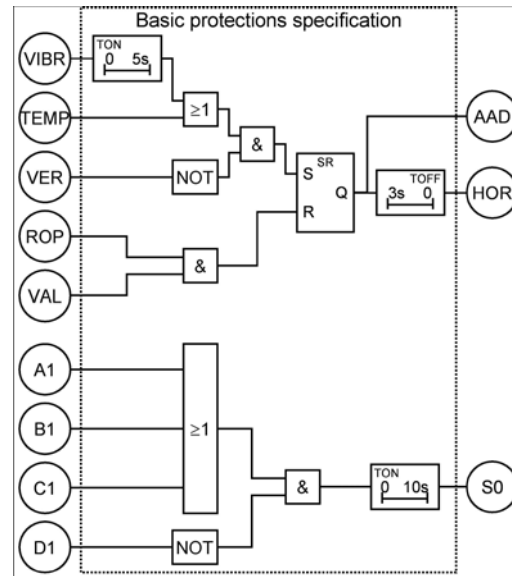 Basic protections specification
VIBR
TON
0 5s
TEMP
≥1
AAD
&
VER
NOT
S SR
Q
R
TOFF
3s 0
HOR
ROP
&
VAL
A1
B1
≥1
C1
&
TON
0 10s
S0
D1
NOT